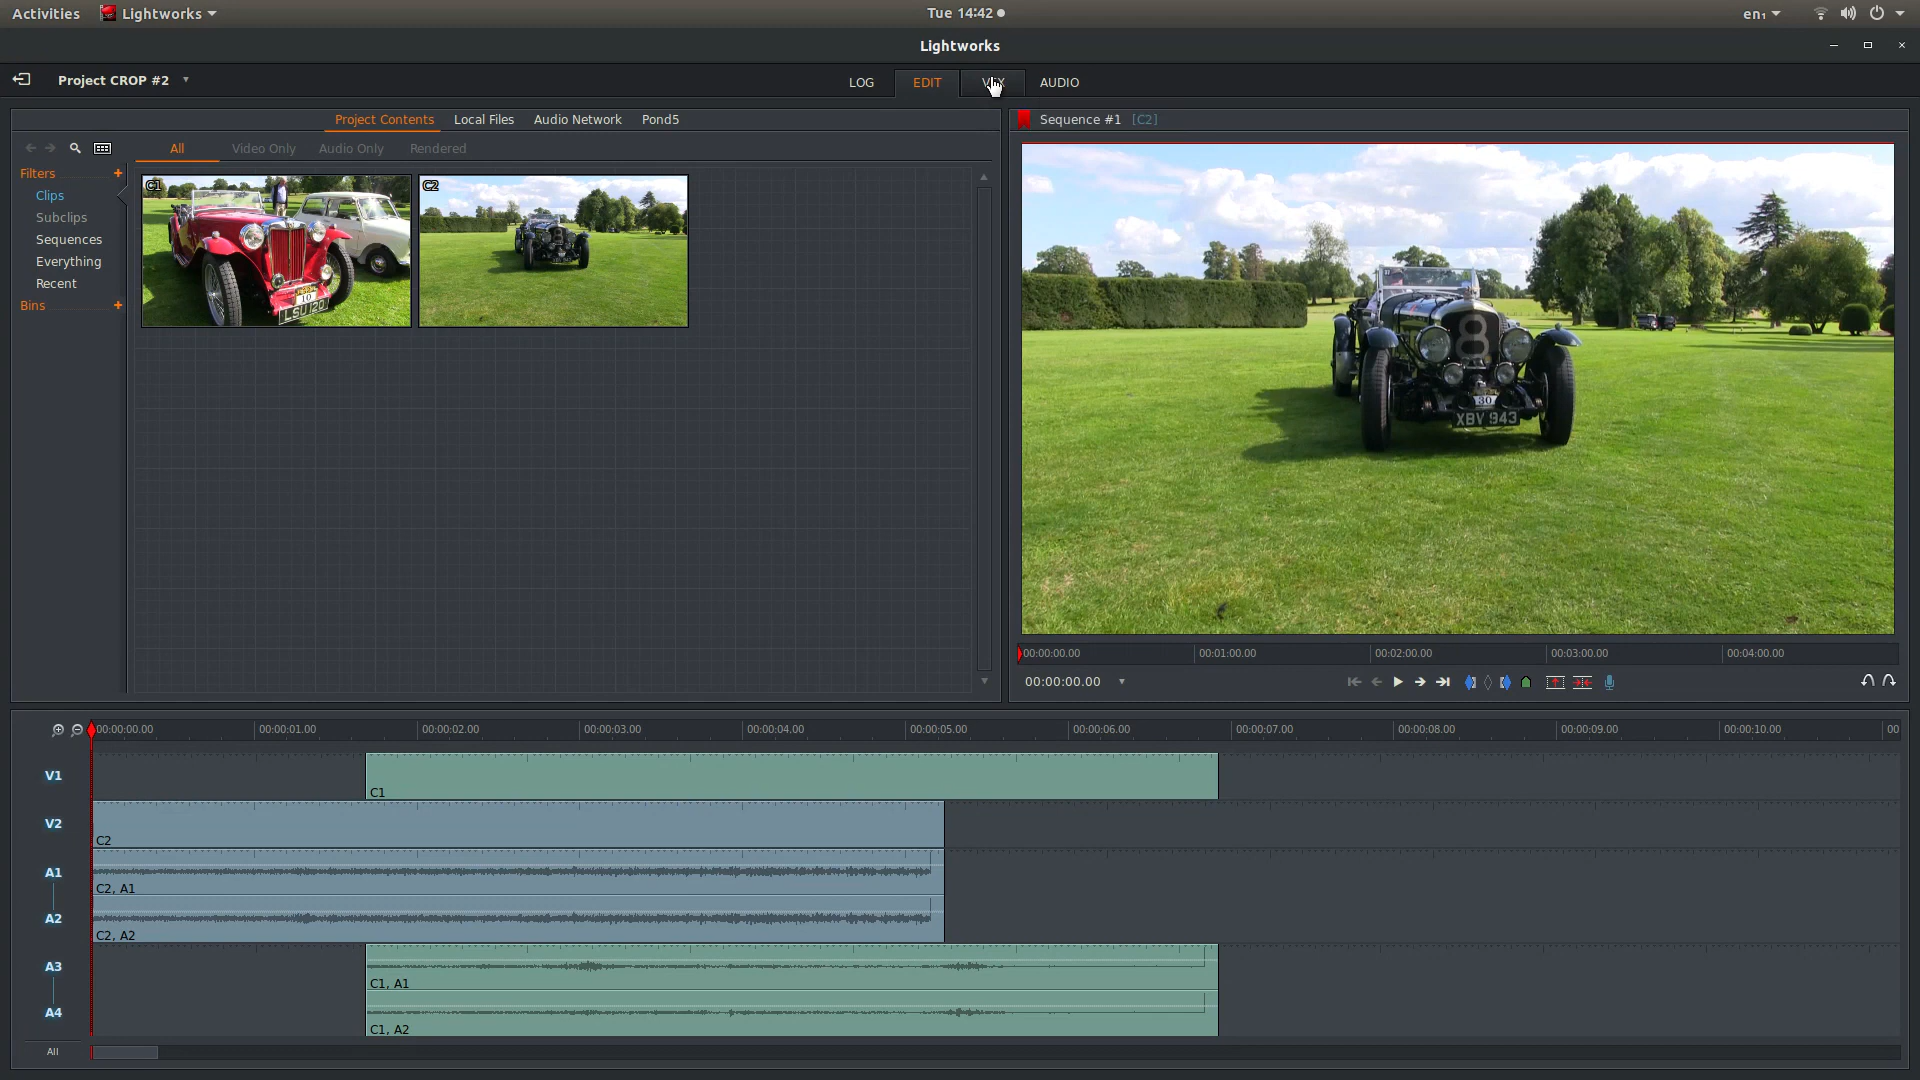 Activities Lightworks Tue 14:42 en₁
Lightworks
Project CROP #2 LOG EDIT VFX AUDIO
Project Contents Local Files Audio Network Pond5
All Video Only Audio Only Rendered
Filters +
Clips
Subclips
Sequences
Everything
Recent
Bins +
C1
LSU 120
10
C2
Sequence #1 [C2]
8
30
XBV 943
00:00:00.00 00:01:00.00 00:02:00.00 00:03:00.00 00:04:00.00
00:00:00.00
00:00:00.00 00:00:01.00 00:00:02.00 00:00:03.00 00:00:04.00 00:00:05.00 00:00:06.00 00:00:07.00 00:00:08.00 00:00:09.00 00:00:10.00 00
V1 C1
V2 C2
A1 C2, A1
A2 C2, A2
A3 C1, A1
A4 C1, A2
All